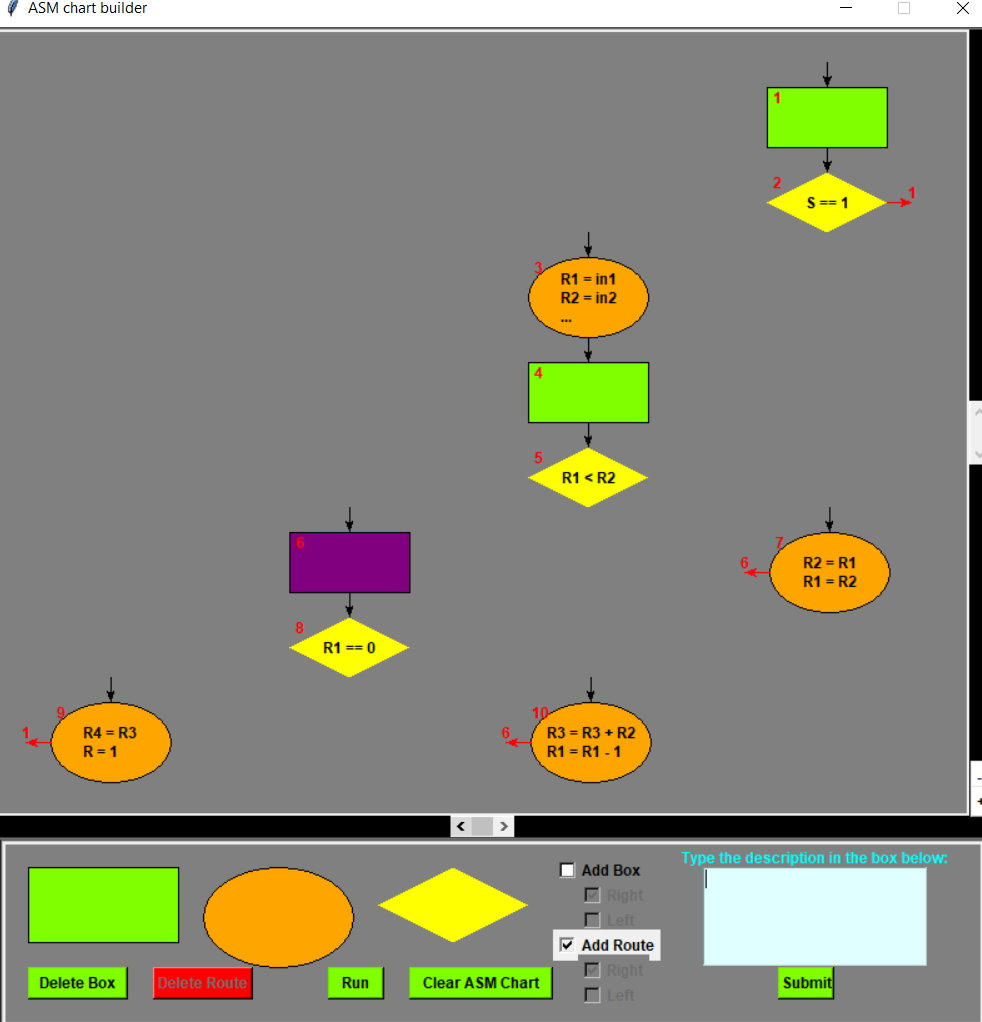 ASM chart builder
1
2
S == 1
1
3
R1 = in1
R2 = in2
...
4
5
R1 < R2
6
7
6
R2 = R1
R1 = R2
8
R1 == 0
9
1
R4 = R3
R = 1
10
6
R3 = R3 + R2
R1 = R1 - 1
Type the description in the box below:
Add Box
Right
Left
Add Route
Right
Left
Delete Box
Delete Route
Run
Clear ASM Chart
Submit